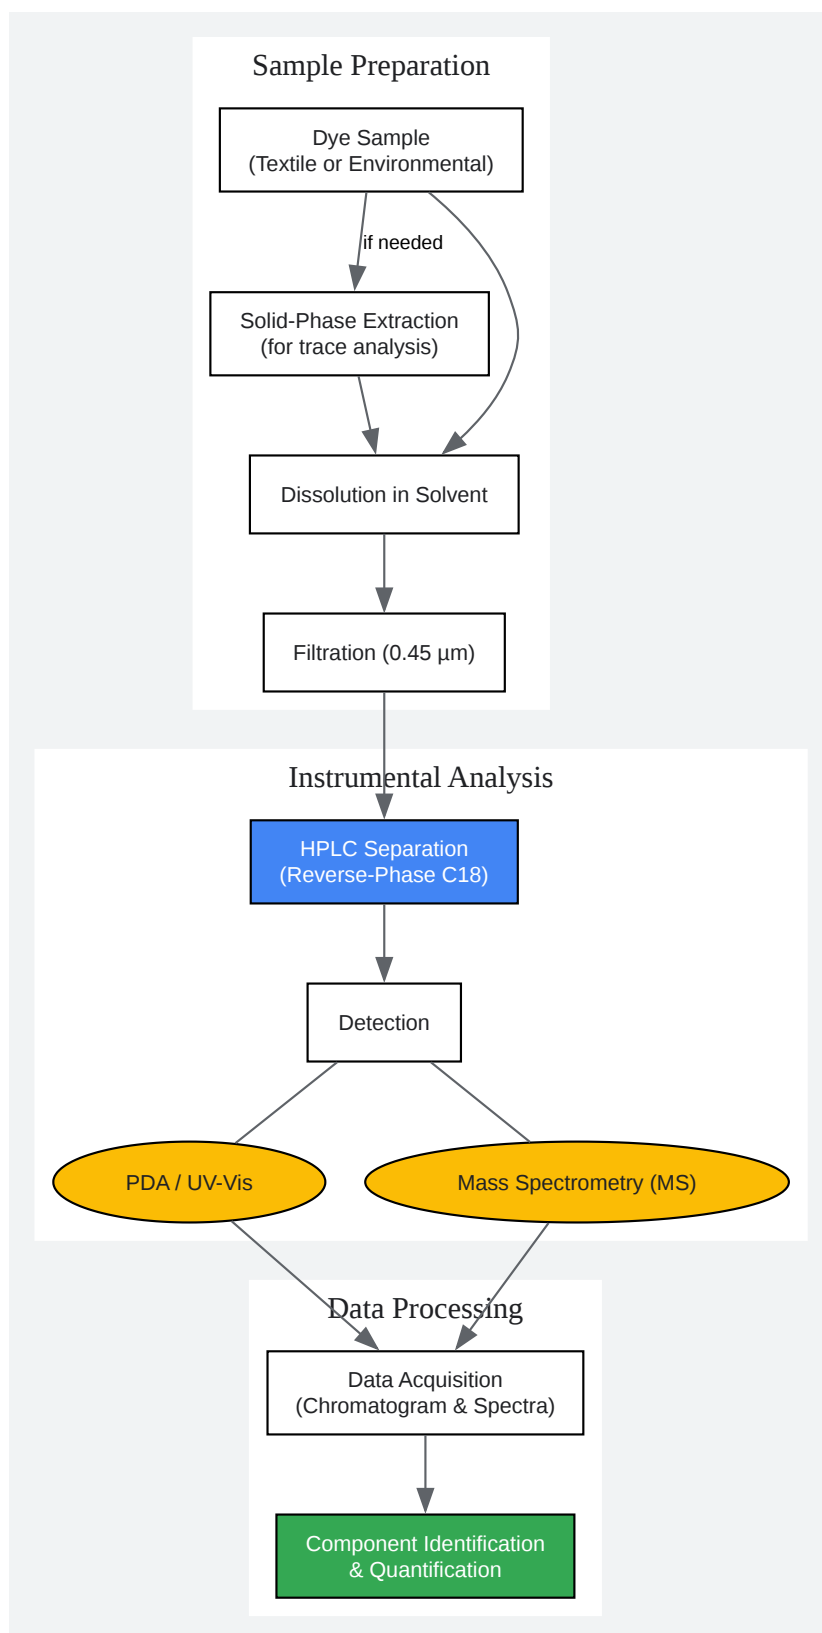 Sample Preparation
Dye Sample
(Textile or Environmental)
if needed
Solid-Phase Extraction
(for trace analysis)
Dissolution in Solvent
Filtration (0.45 µm)
Instrumental Analysis
HPLC Separation
(Reverse-Phase C18)
Detection
PDA / UV-Vis
Mass Spectrometry (MS)
Data Processing
Data Acquisition
(Chromatogram & Spectra)
Component Identification
& Quantification